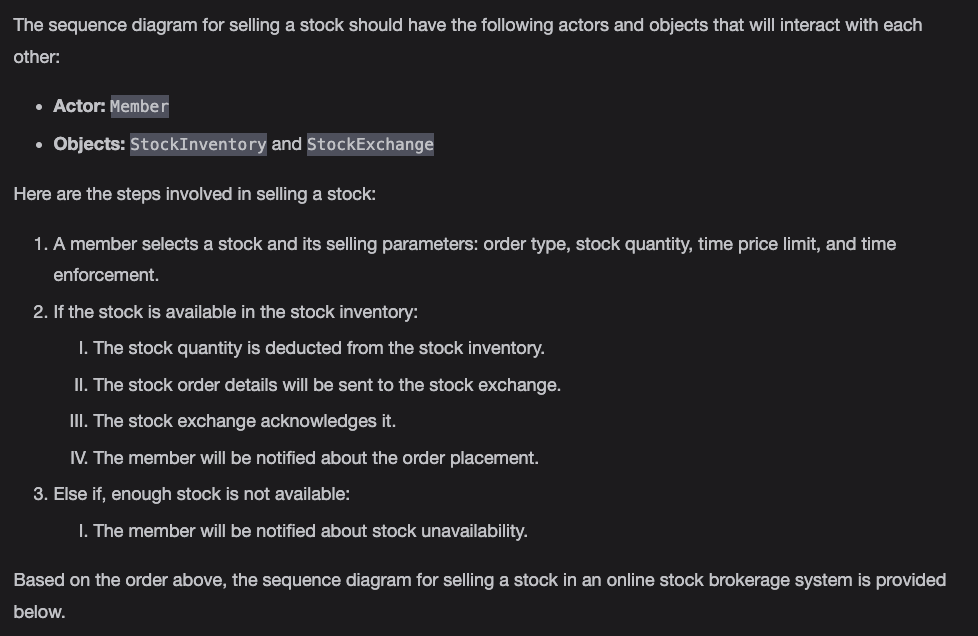 The sequence diagram for selling a stock should have the following actors and objects that will interact with each
other:
• Actor: Member
• Objects: StockInventory and StockExchange
Here are the steps involved in selling a stock:
1. A member selects a stock and its selling parameters: order type, stock quantity, time price limit, and time
enforcement.
2. If the stock is available in the stock inventory:
I. The stock quantity is deducted from the stock inventory.
II. The stock order details will be sent to the stock exchange.
III. The stock exchange acknowledges it.
IV. The member will be notified about the order placement.
3. Else if, enough stock is not available:
I. The member will be notified about stock unavailability.
Based on the order above, the sequence diagram for selling a stock in an online stock brokerage system is provided
below.